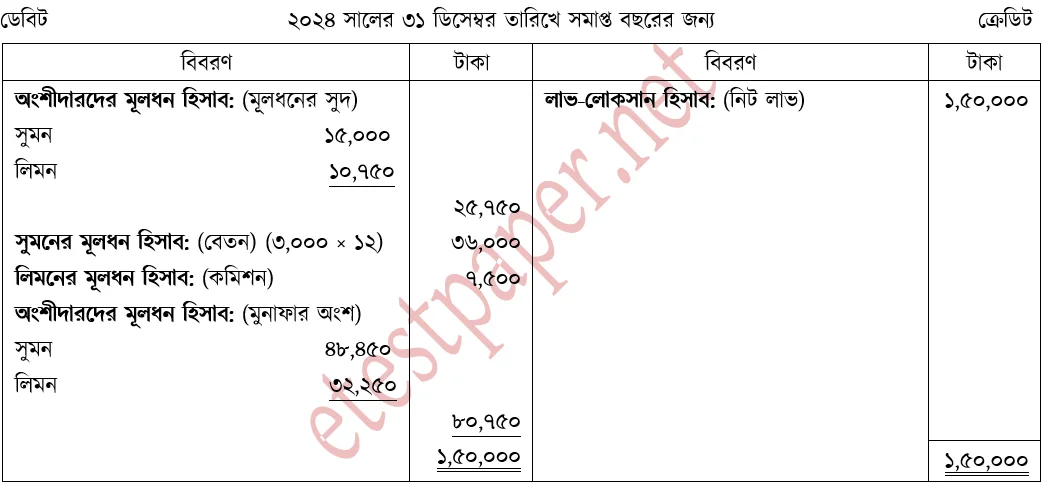 ডেবিট ২০২৪ সালের ৩১ ডিসেম্বর তারিখে সমাপ্ত বছরের জন্য ক্রেডিট
বিবরণ টাকা বিবরণ টাকা
অংশীদারদের মূলধন হিসাব: (মূলধনের সুদ) লাভ-লোকসান হিসাব: (নিট লাভ) ১,৫০,০০০
সুমন ১৫,০০০
লিমন ১০,৭৫০
২৫,৭৫০
সুমনের মূলধন হিসাব: (বেতন) (৩,০০০ × ১২) ৩৬,০০০
লিমনের মূলধন হিসাব: (কমিশন) ৭,৫০০
অংশীদারদের মূলধন হিসাব: (মুনাফার অংশ)
সুমন ৪৮,৪৫০
লিমন ৩২,২৫০
৮০,৭৫০
১,৫০,০০০ ১,৫০,০০০
etestpaper.net